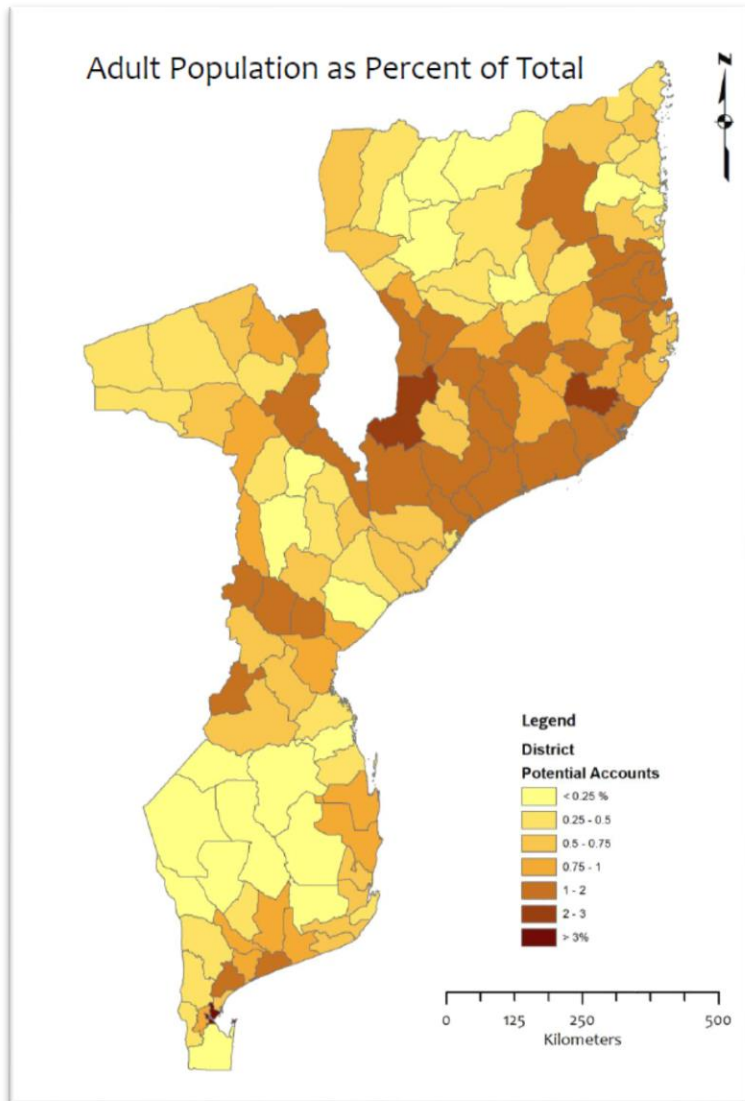 Adult Population as Percent of Total
N
Legend
District
Potential Accounts
< 0.25 %
0.25 - 0.5
0.5 - 0.75
0.75 - 1
1 - 2
2 - 3
> 3%
0 125 250 500
Kilometers